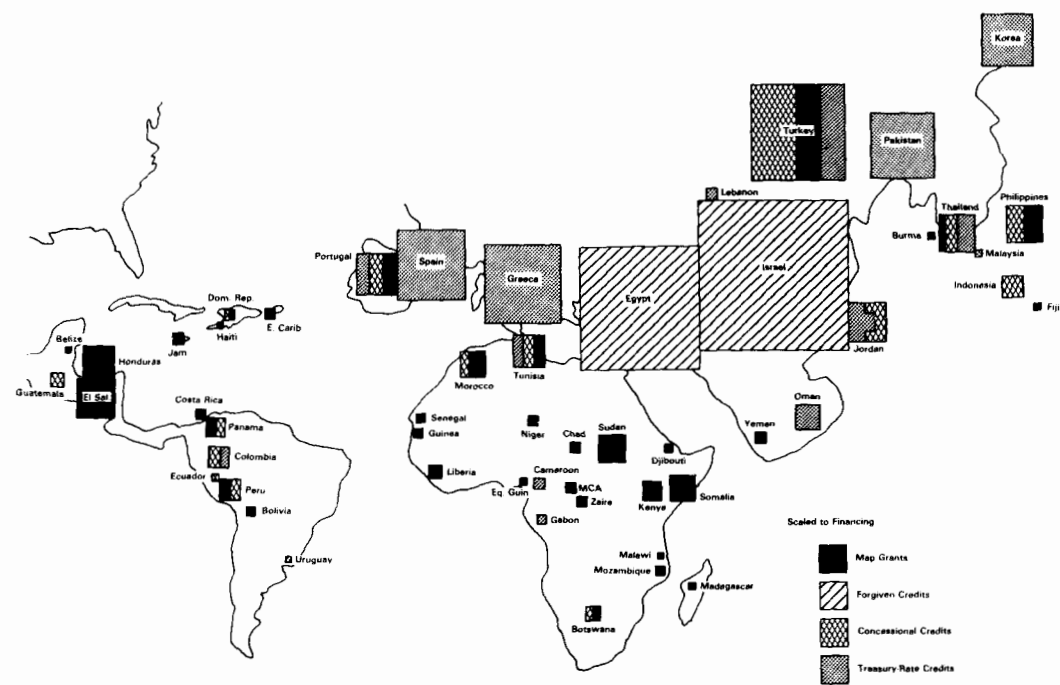 Korea
Turkey
Pakistan
Lebanon
Thailand
Philippines
Burma
Malaysia
Portugal
Spain
Greece
Egypt
Israel
Indonesia
Fiji
Jordan
Dom. Rep.
Haiti
E. Carib
Belize
Jam
Honduras
Guatemala
El Sal
Morocco
Tunisia
Costa Rica
Panama
Colombia
Ecuador
Peru
Bolivia
Uruguay
Senegal
Guinea
Niger
Chad
Sudan
Djibouti
Yemen
Oman
Liberia
Eq. Guin
Cameroon
MCA
Zaire
Kenya
Somalia
Gabon
Malawi
Mozambique
Madagascar
Botswana
Scaled to Financing
Map Grants
Forgiven Credits
Concessional Credits
Treasury-Rate Credits